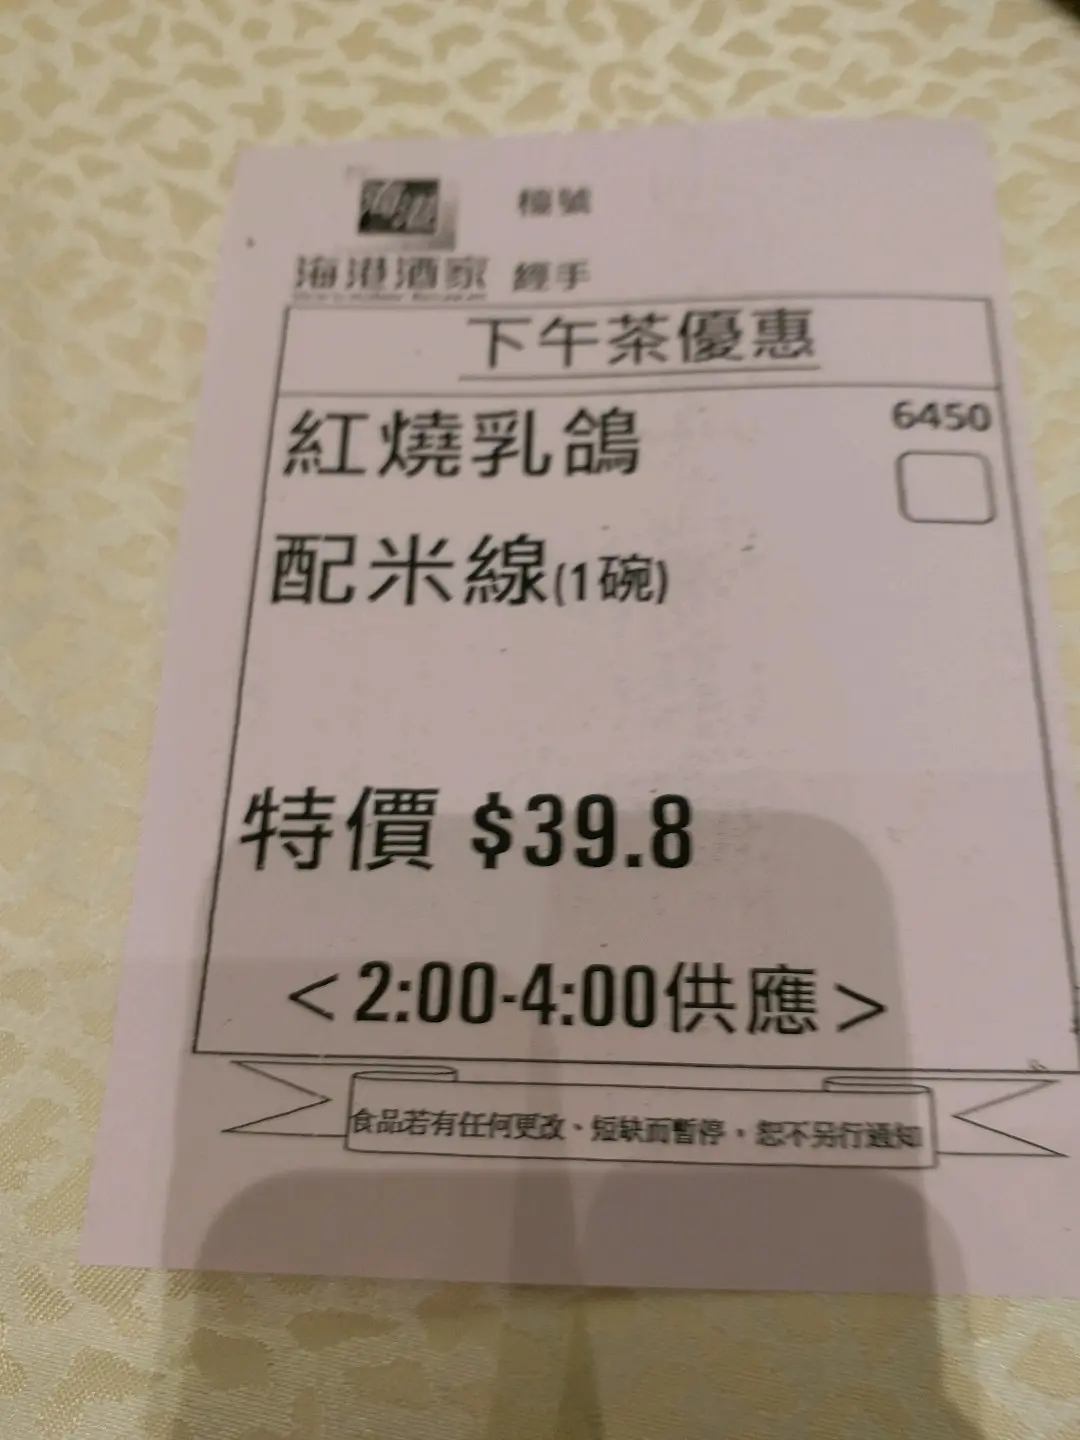 海港 檯號
海港酒家 經手
下午茶優惠
紅燒乳鴿 6450
配米線(1碗)
特價 $39.8
<2:00-4:00供應>
食品若有任何更改、短缺而暫停，恕不另行通知